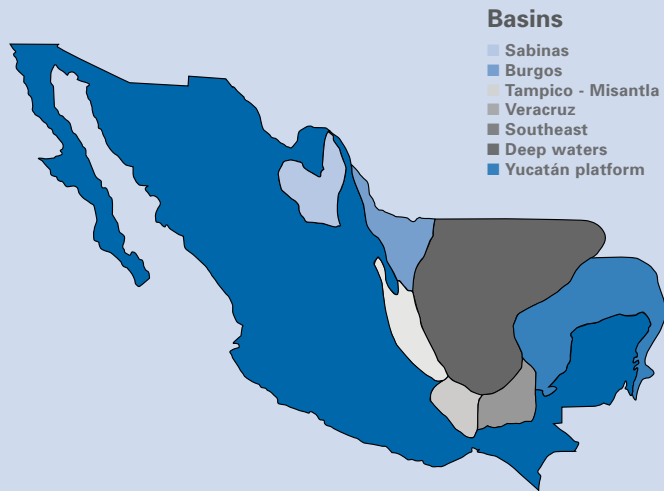 Basins
Sabinas
Burgos
Tampico - Misantla
Veracruz
Southeast
Deep waters
Yucatán platform